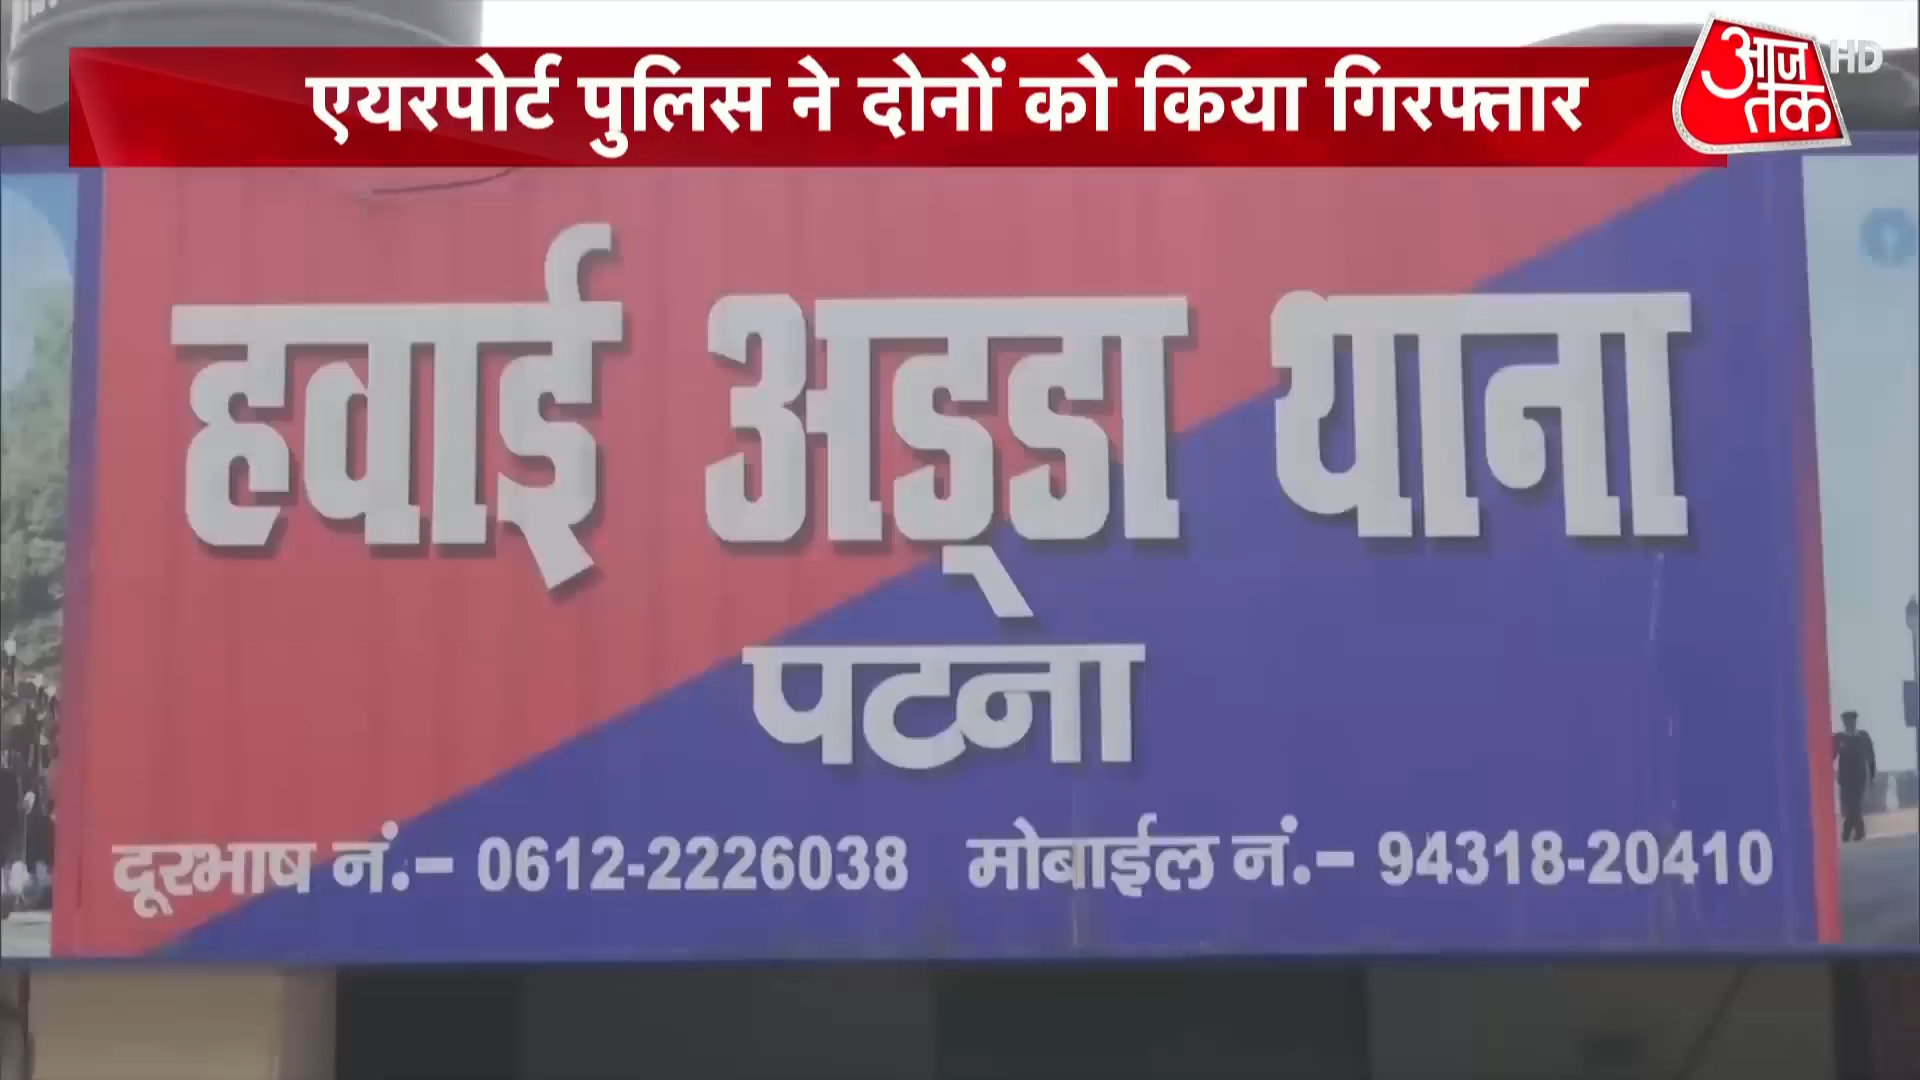 एयरपोर्ट पुलिस ने दोनों को किया गिरफ्तार
आज तक HD
हवाई अड्डा थाना
पटना
दूरभाष नं.– 0612-2226038 मोबाईल नं.– 94318-20410